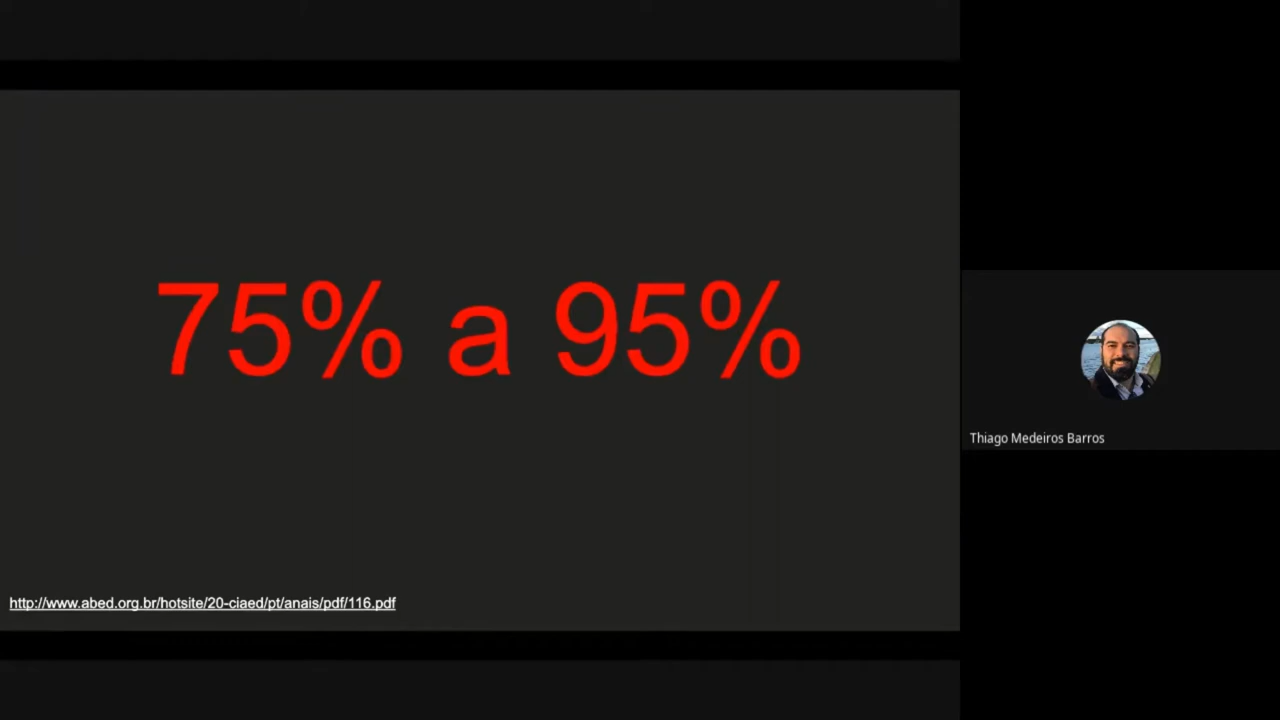 75% a 95%
http://www.abed.org.br/hotsite/20-ciaed/pt/anais/pdf/116.pdf
Thiago Medeiros Barros